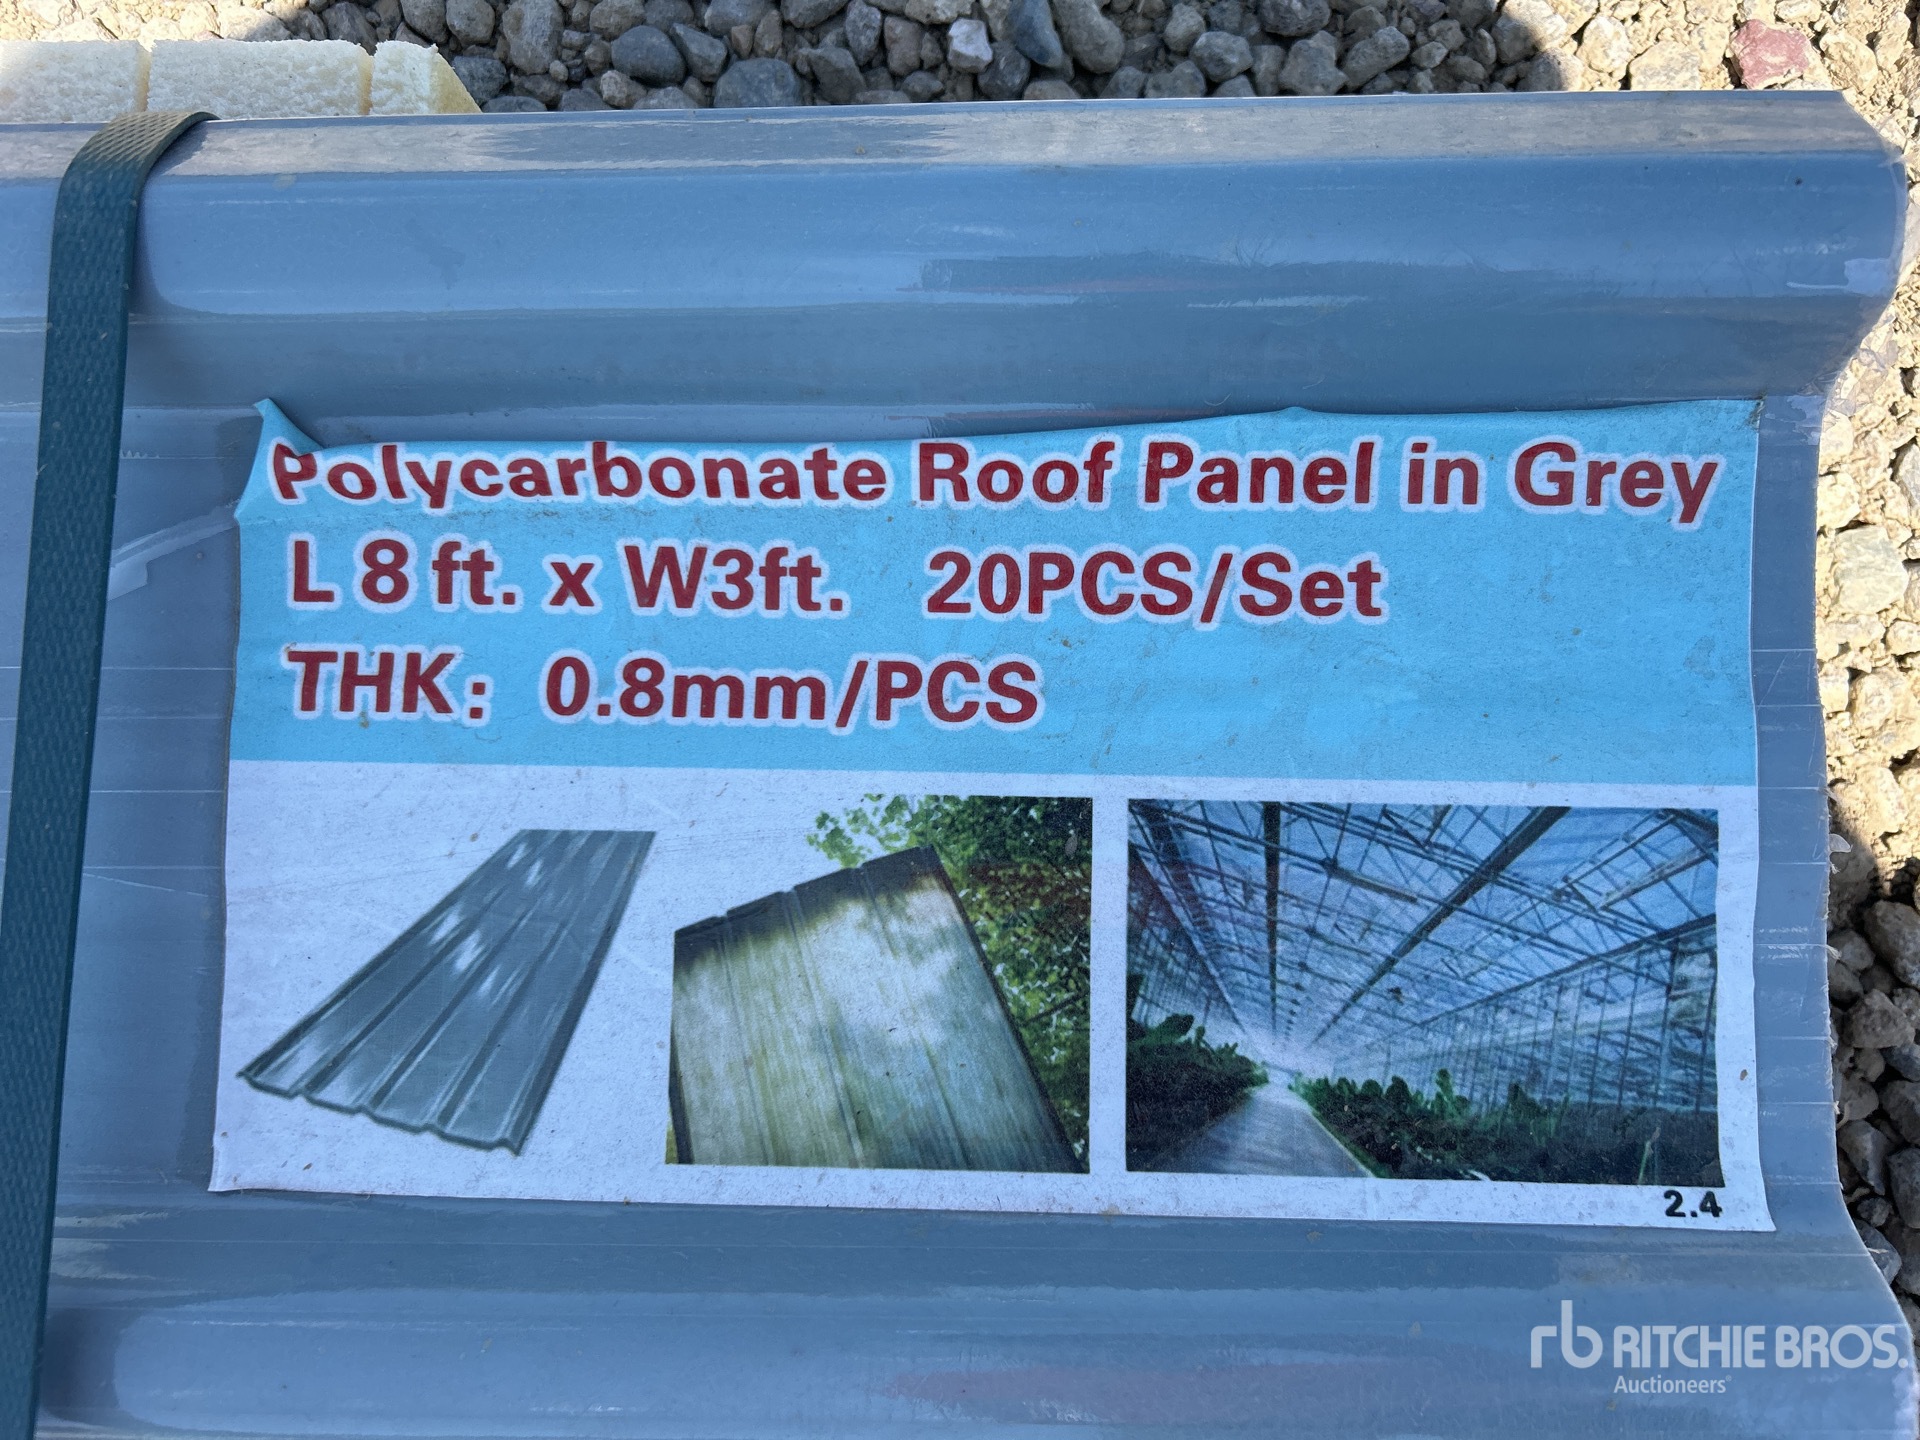 Polycarbonate Roof Panel in Grey
L 8 ft. x W3ft. 20PCS/Set
THK: 0.8mm/PCS
2.4
rb RITCHIE BROS.
Auctioneers